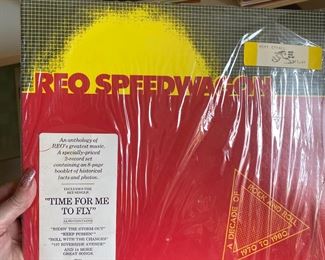 REO SPEEDWAGON
An anthology of
REO's greatest music.
A specially-priced
2-record set
containing an 8-page
booklet of historical
facts and photos.
INCLUDES THE
HIT SINGLE
"TIME FOR ME
TO FLY"
ALSO CONTAINS
"RIDIN' THE STORM OUT"
"KEEP PUSHIN'"
"ROLL WITH THE CHANGES"
"157 RIVERSIDE AVENUE"
AND 14 MORE
GREAT SONGS
A DECADE OF
ROCK AND ROLL
1970 TO 1980